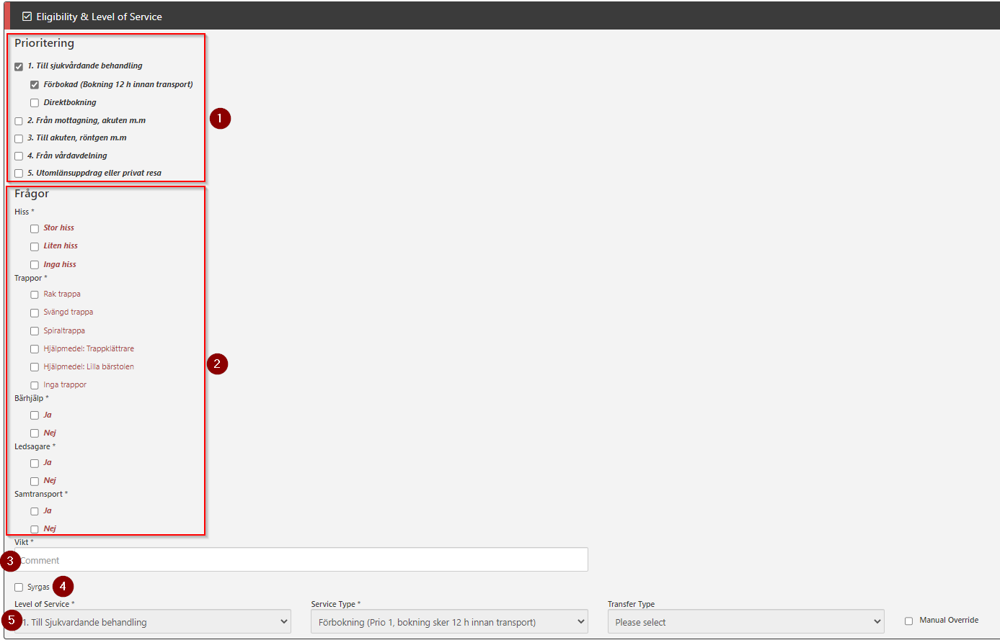 Eligibility & Level of Service
Prioritering
1. Till sjukvårdande behandling
Förbokad (Bokning 12 h innan transport)
Direktbokning
2. Från mottagning, akuten m.m
3. Till akuten, röntgen m.m
4. Från vårdavdelning
5. Utomlänsuppdrag eller privat resa
1
Frågor
Hiss *
Stor hiss
Liten hiss
Inga hiss
Trappor *
Rak trappa
Svängd trappa
Spiraltrappa
Hjälpmedel: Trappklättrare
Hjälpmedel: Lilla bärstolen
Inga trappor
2
Bärhjälp *
Ja
Nej
Ledsagare *
Ja
Nej
Samtransport *
Ja
Nej
Vikt *
3 Comment
Syrgas 4
Level of Service * Service Type * Transfer Type
5 1. Till Sjukvardande behandling Förbokning (Prio 1, bokning sker 12 h innan transport) Please select Manual Override